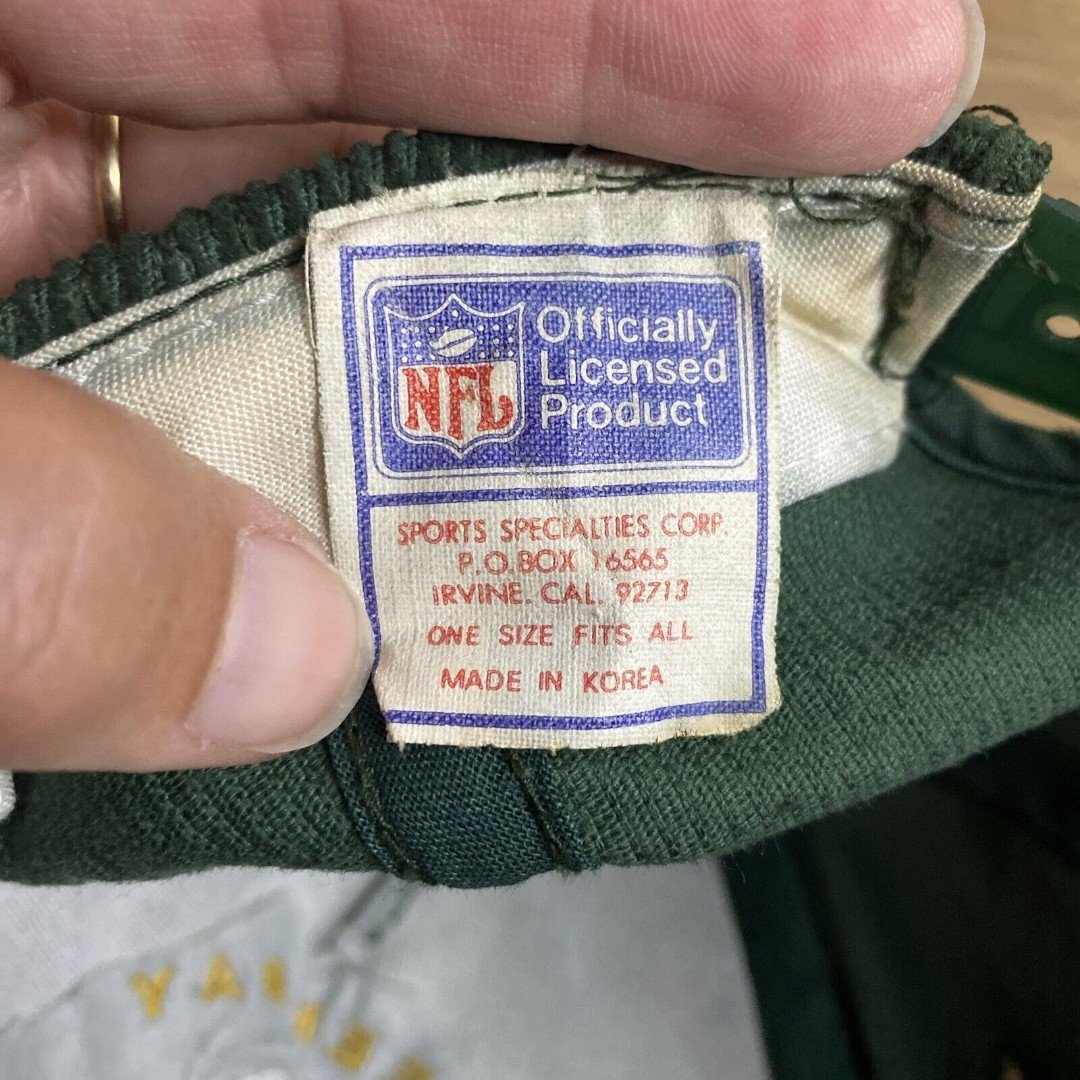 NFL
Officially
Licensed
Product
SPORTS SPECIALTIES CORP.
P.O.BOX 16565
IRVINE. CAL. 92713
ONE SIZE FITS ALL
MADE IN KOREA